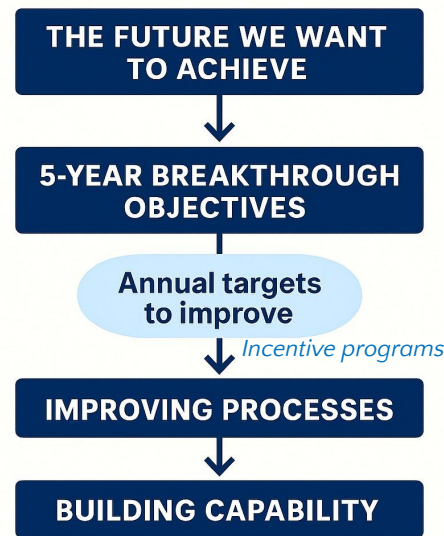 THE FUTURE WE WANT
TO ACHIEVE
5-YEAR BREAKTHROUGH
OBJECTIVES
Annual targets
to improve
Incentive programs
IMPROVING PROCESSES
BUILDING CAPABILITY